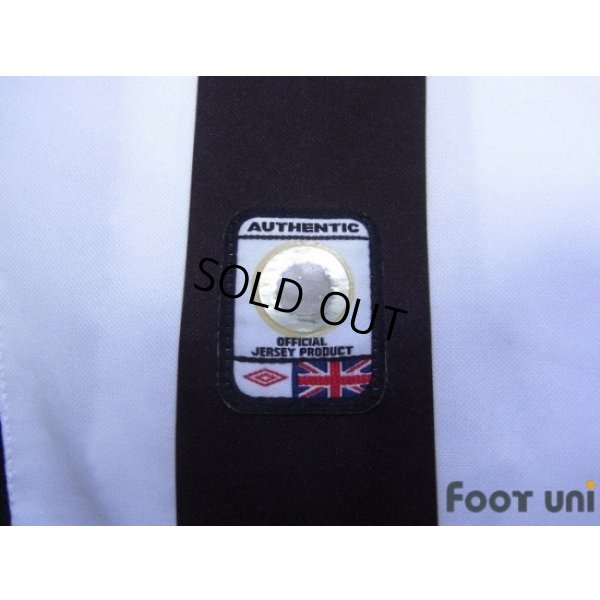 AUTHENTIC
SOLD OUT
OFFICIAL
JERSEY PRODUCT
FOOT UNI